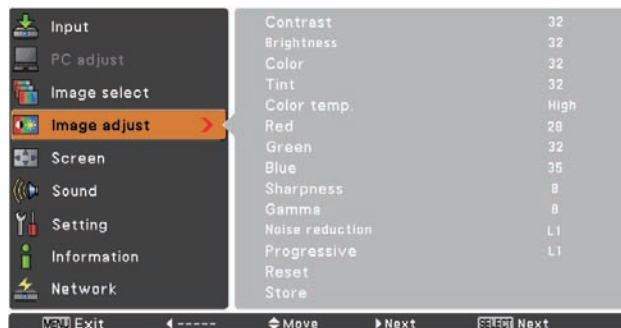 Input
PC adjust
Image select
Image adjust
Screen
Sound
Setting
Information
Network
Contrast 32
Brightness 32
Color 32
Tint 32
Color temp. High
Red 28
Green 32
Blue 35
Sharpness 8
Gamma 8
Noise reduction L1
Progressive L1
Reset
Store
MENU Exit ----- Move Next SELECT Next